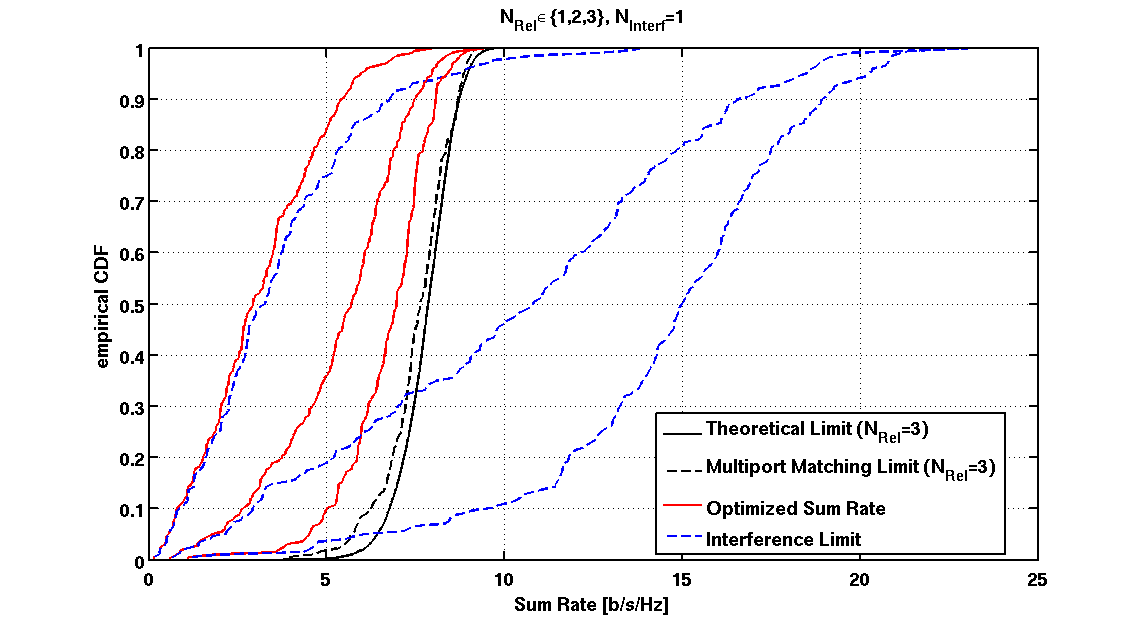 N_Rel ∈ {1,2,3}, N_Interf=1
1
0.9
0.8
0.7
0.6
0.5
0.4
0.3
0.2
0.1
0
empirical CDF
Theoretical Limit (N_Rel=3)
Multiport Matching Limit (N_Rel=3)
Optimized Sum Rate
Interference Limit
0 5 10 15 20 25
Sum Rate [b/s/Hz]